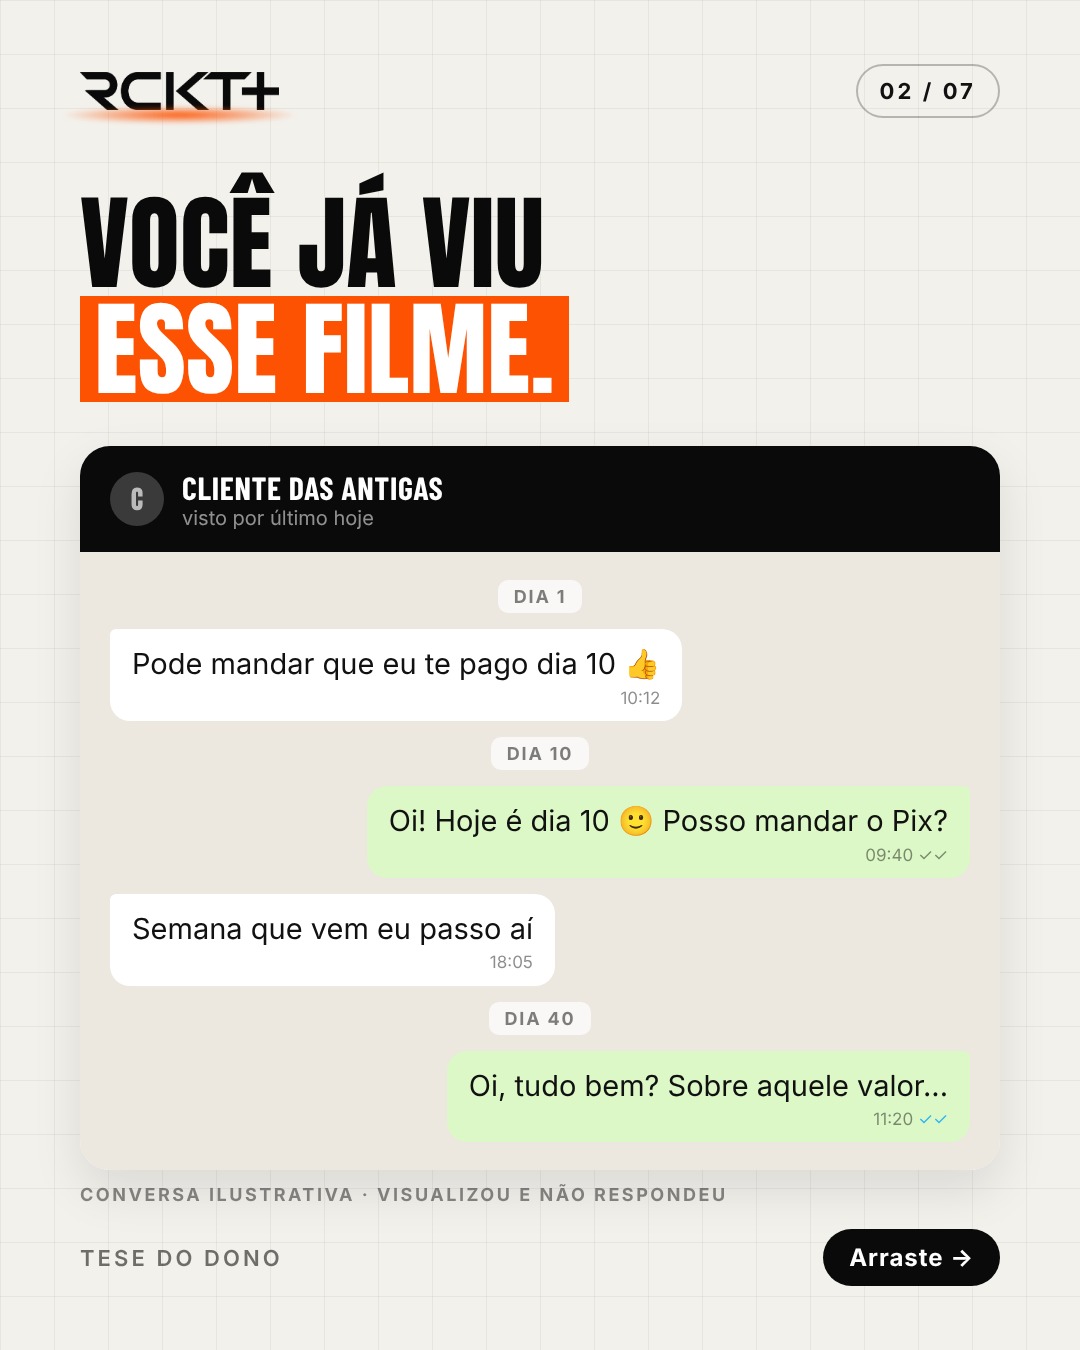 RCKT+
02 / 07
VOCÊ JÁ VIU
ESSE FILME.
C
CLIENTE DAS ANTIGAS
visto por último hoje
DIA 1
Pode mandar que eu te pago dia 10 👍
10:12
DIA 10
Oi! Hoje é dia 10 🙂 Posso mandar o Pix?
09:40 ✓✓
Semana que vem eu passo aí
18:05
DIA 40
Oi, tudo bem? Sobre aquele valor...
11:20 ✓✓
CONVERSA ILUSTRATIVA · VISUALIZOU E NÃO RESPONDEU
TESE DO DONO
Arraste →